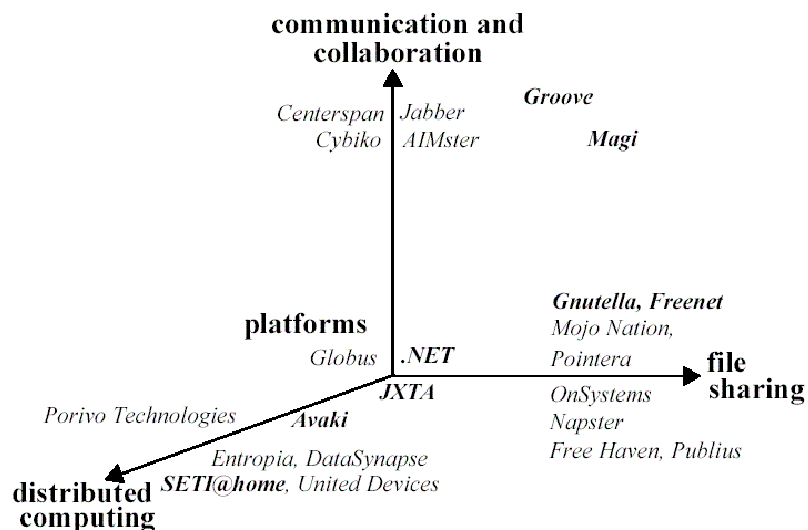 communication and
collaboration
Groove
Centerspan Jabber
Cybiko AIMster
Magi
Gnutella, Freenet
Mojo Nation,
Pointera
platforms
Globus .NET
file
sharing
JXTA
OnSystems
Napster
Free Haven, Publius
Porivo Technologies
Avaki
Entropia, DataSynapse
SETI@home, United Devices
distributed
computing